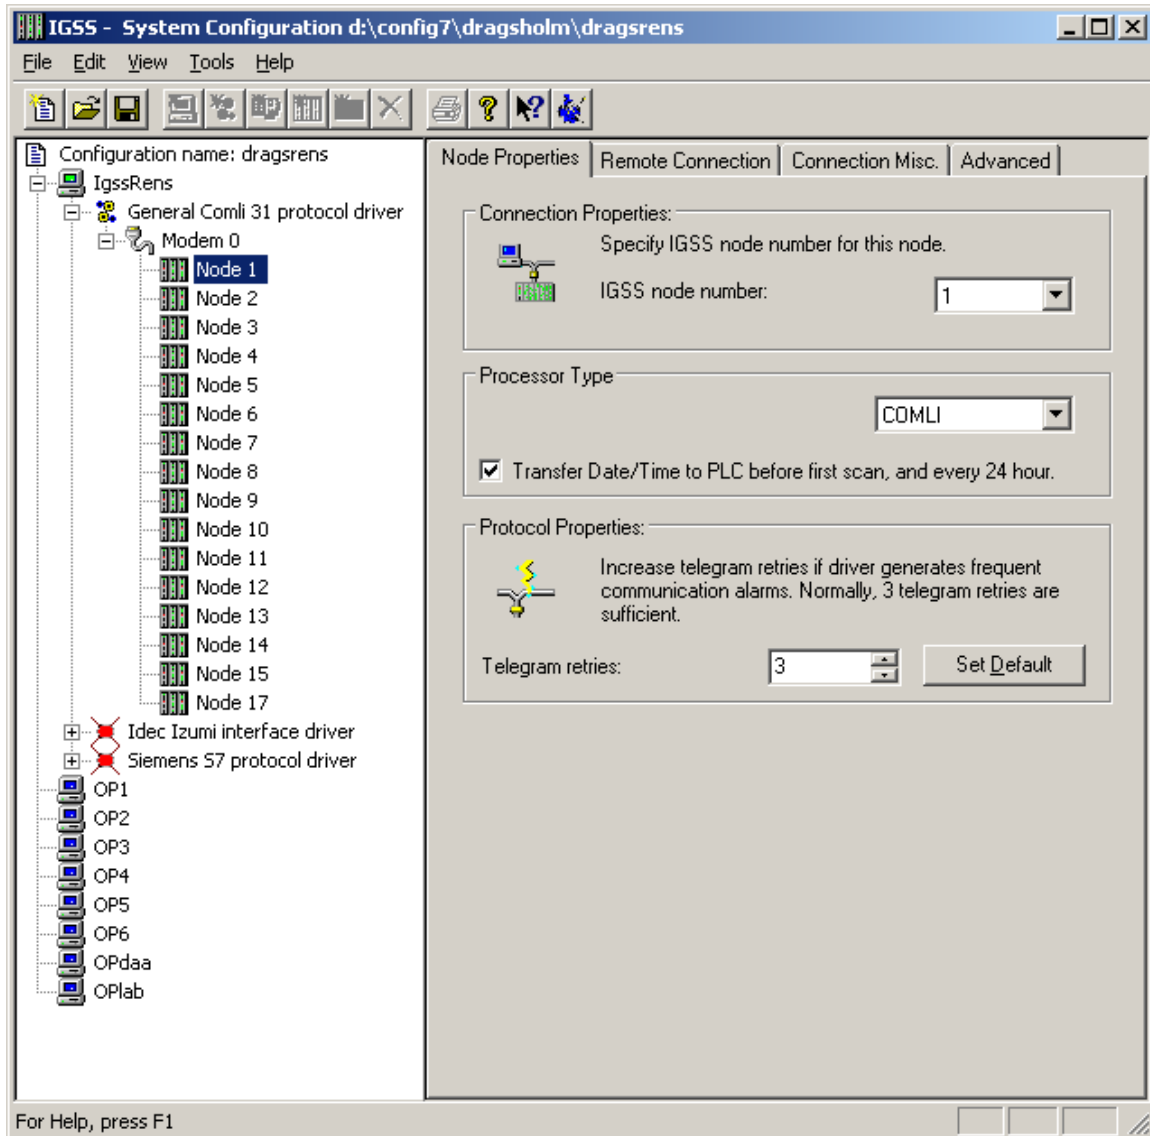 IGSS - System Configuration d:\config7\dragsholm\dragsrens
File Edit View Tools Help
Configuration name: dragsrens
IgssRens
General Comli 31 protocol driver
Modem 0
Node 1
Node 2
Node 3
Node 4
Node 5
Node 6
Node 7
Node 8
Node 9
Node 10
Node 11
Node 12
Node 13
Node 14
Node 15
Node 17
Idec Izumi interface driver
Siemens S7 protocol driver
OP1
OP2
OP3
OP4
OP5
OP6
OPdaa
OPlab
Node Properties Remote Connection Connection Misc. Advanced
Connection Properties:
Specify IGSS node number for this node.
IGSS node number: 1
Processor Type
COMLI
Transfer Date/Time to PLC before first scan, and every 24 hour.
Protocol Properties:
Increase telegram retries if driver generates frequent
communication alarms. Normally, 3 telegram retries are
sufficient.
Telegram retries: 3 Set Default
For Help, press F1